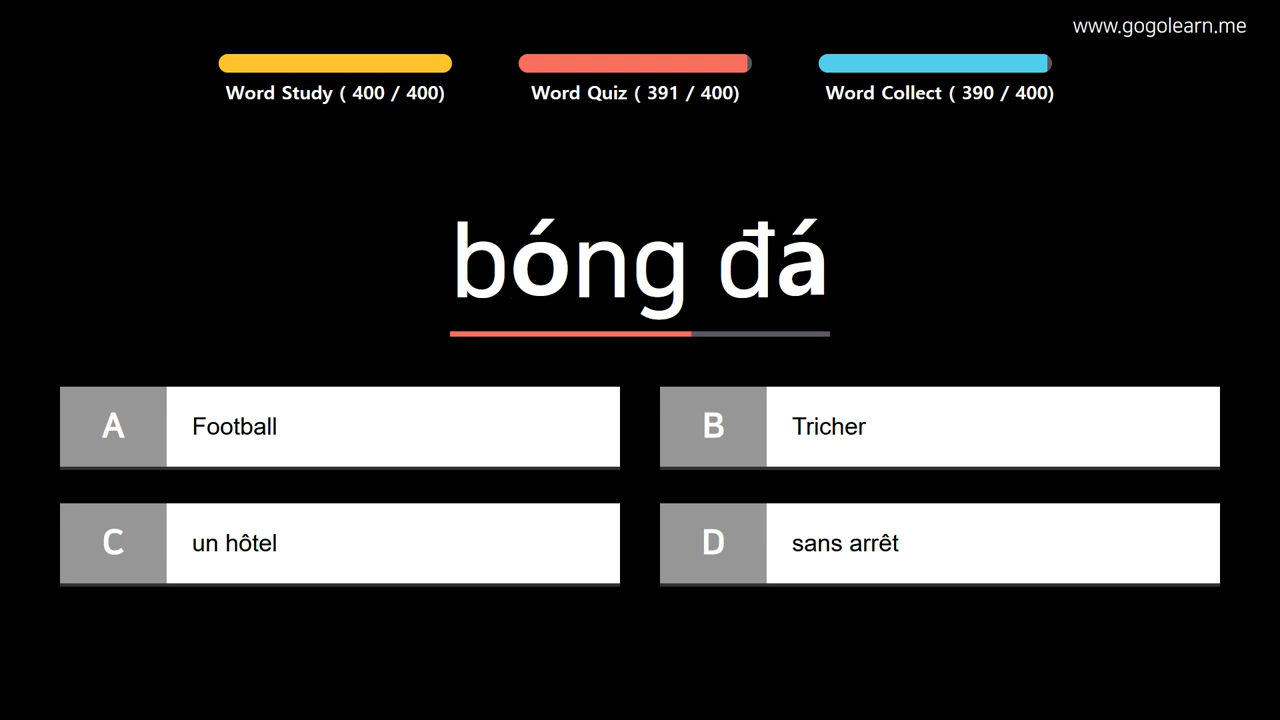 www.gogolearn.me
Word Study ( 400 / 400)
Word Quiz ( 391 / 400)
Word Collect ( 390 / 400)
bóng đá
A Football
B Tricher
C un hôtel
D sans arrêt